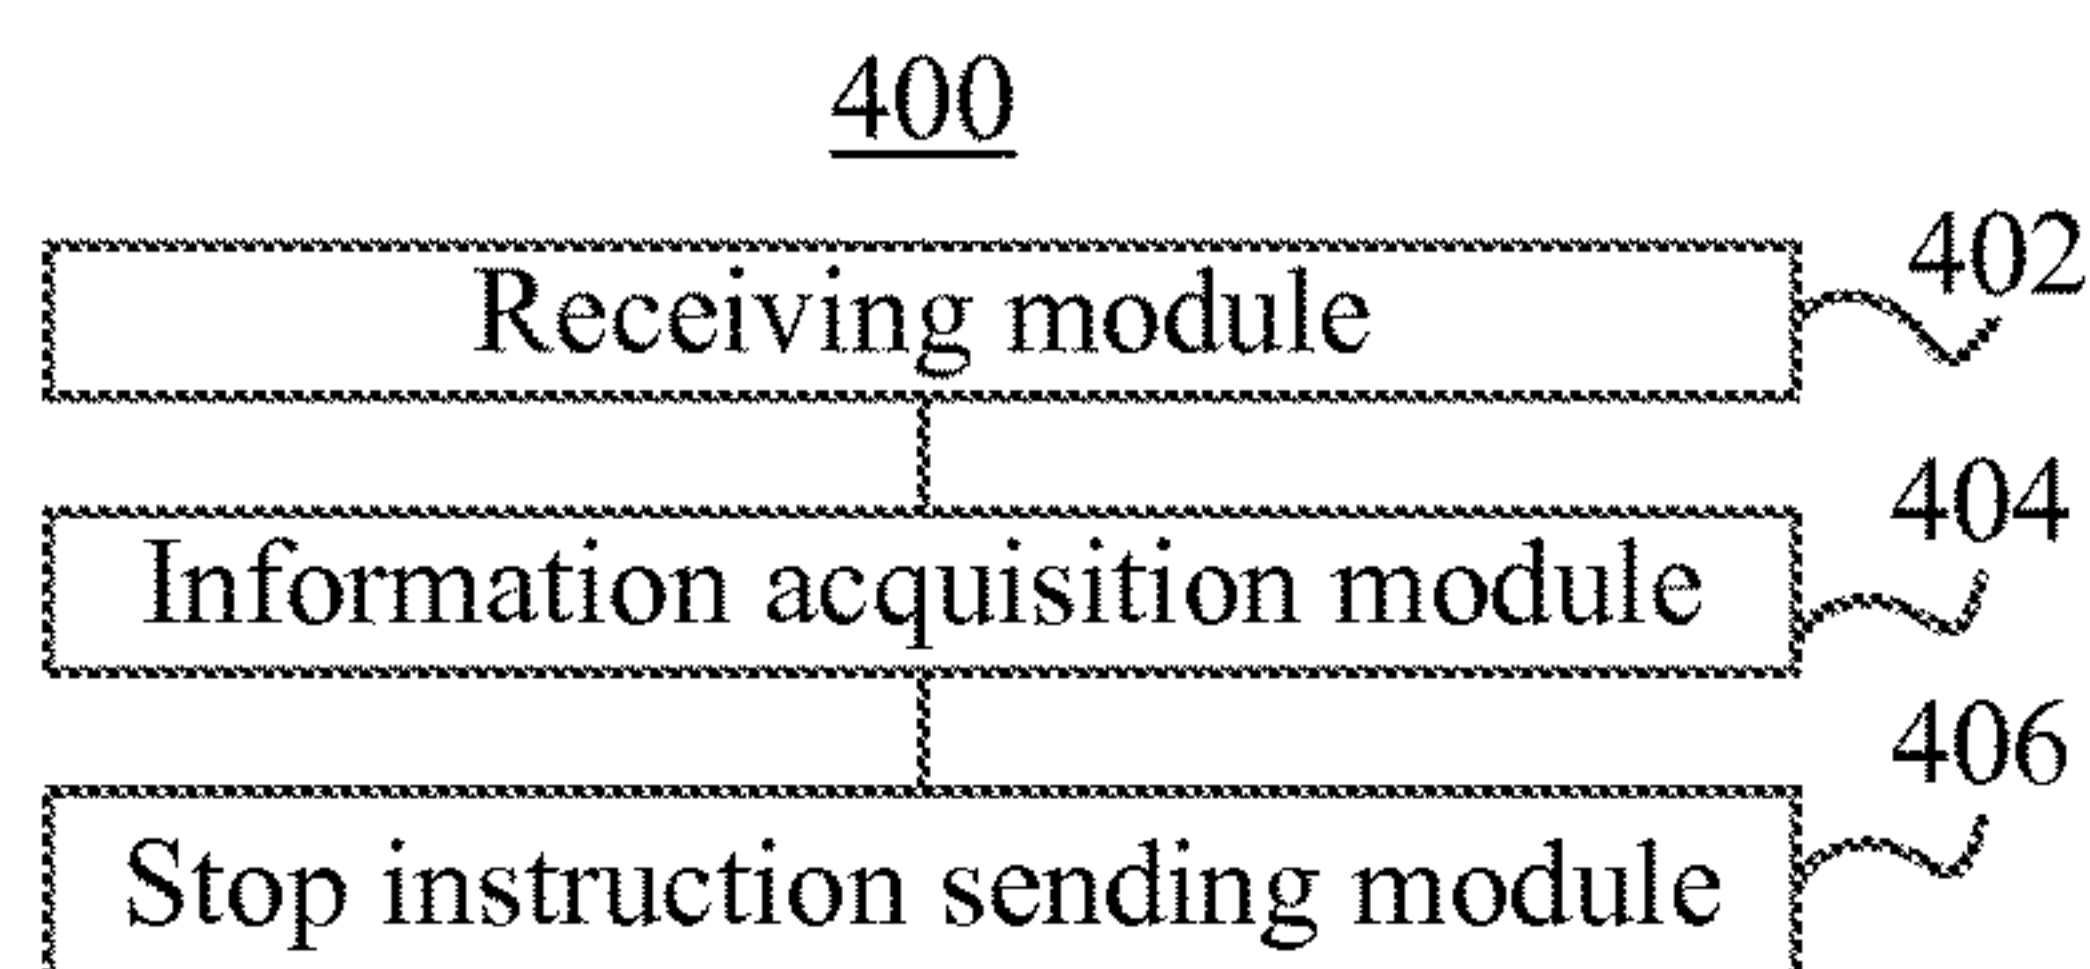 400
402
Receiving module
404
Information acquisition module
406
Stop instruction sending module